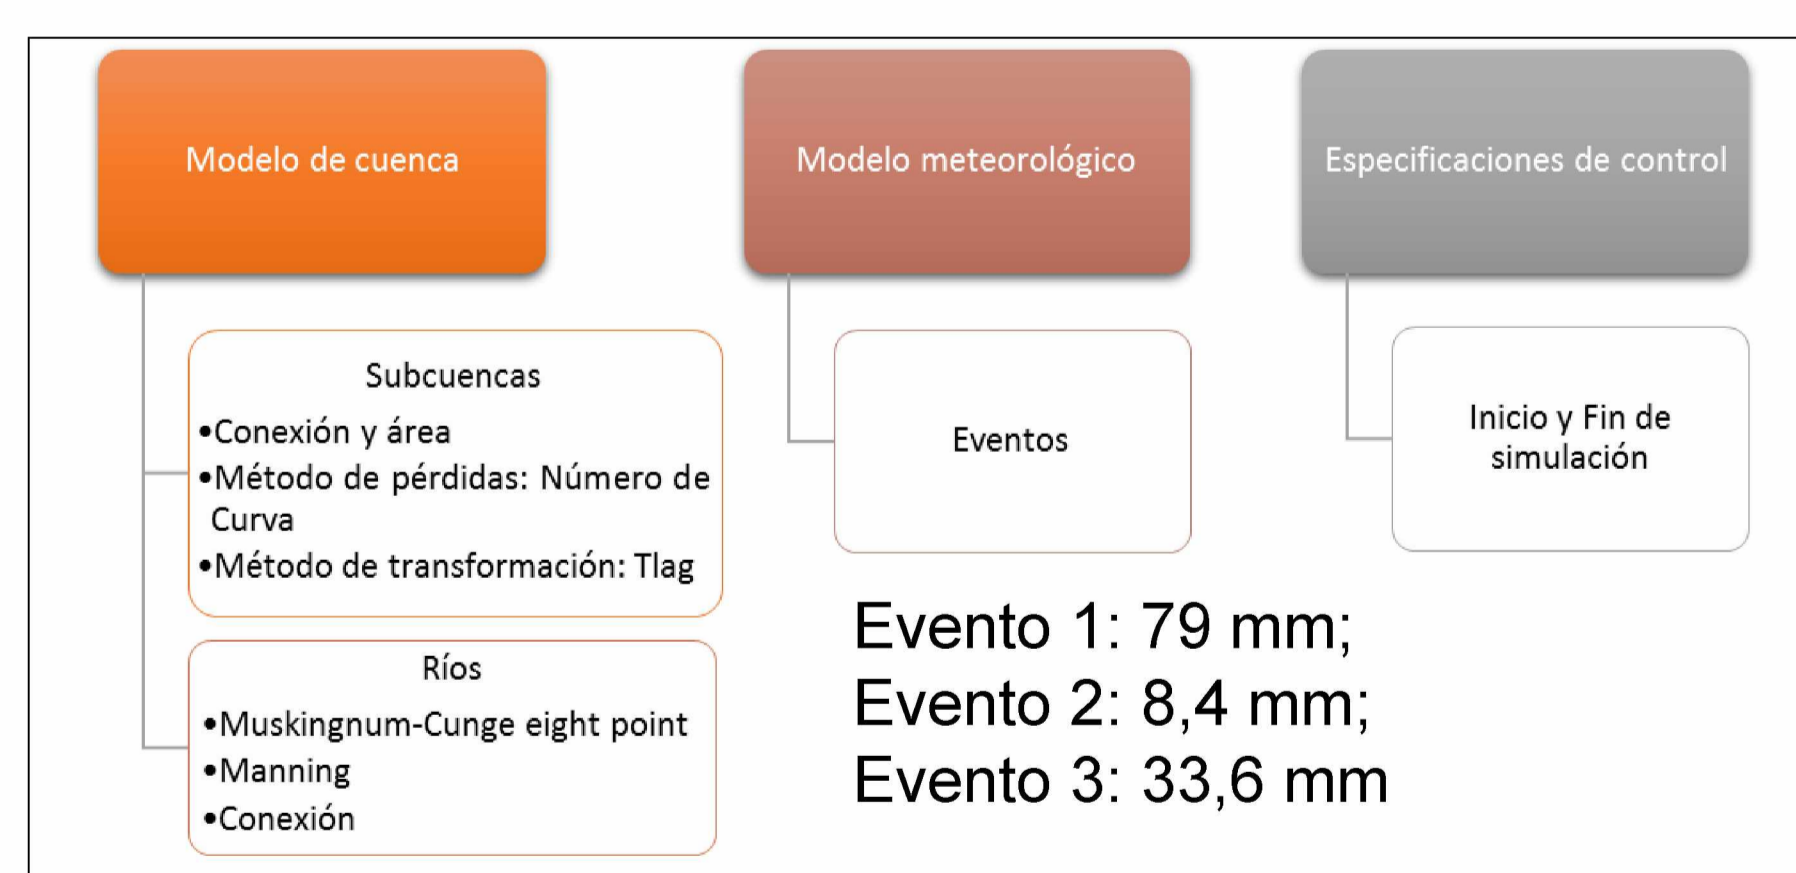 Modelo de cuenca
Subcuencas
•Conexión y área
•Método de pérdidas: Número de
Curva
•Método de transformación: Tlag
Ríos
•Muskingnum-Cunge eight point
•Manning
•Conexión
Modelo meteorológico
Eventos
Evento 1: 79 mm;
Evento 2: 8,4 mm;
Evento 3: 33,6 mm
Especificaciones de control
Inicio y Fin de
simulación